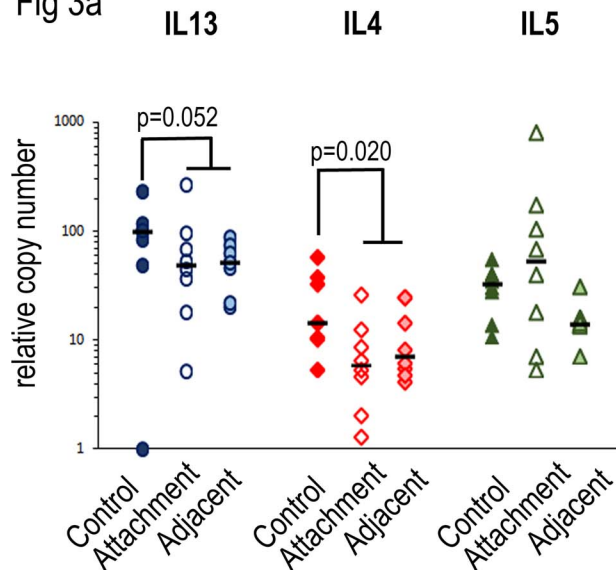 Fig 3a
IL13 IL4 IL5
relative copy number
1000
100
10
1
p=0.052
p=0.020
Control Attachment Adjacent Control Attachment Adjacent Control Attachment Adjacent